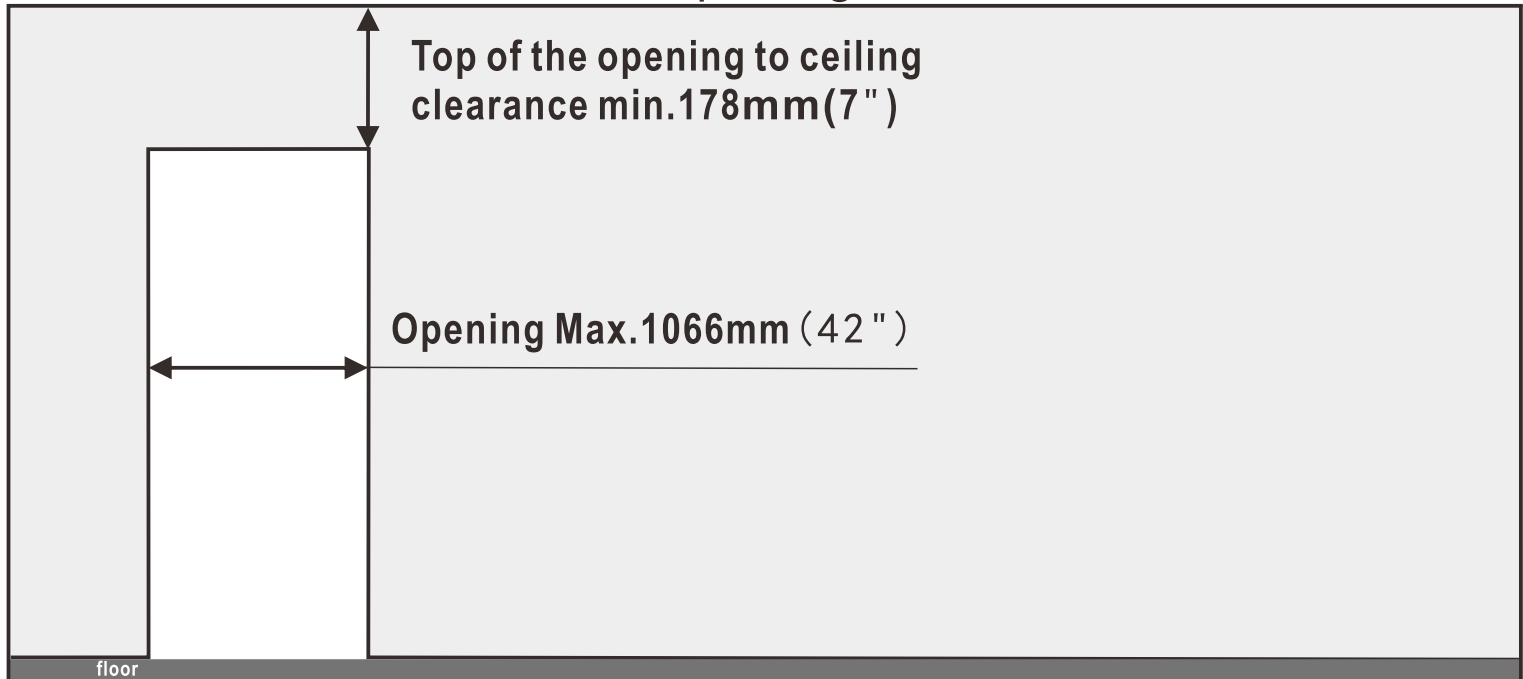 Top of the opening to ceiling
clearance min.178mm(7")
Opening Max.1066mm（42"）
floor